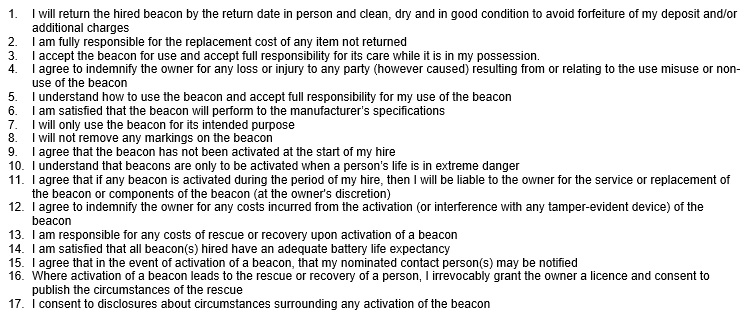 1. I will return the hired beacon by the return date in person and clean, dry and in good condition to avoid forfeiture of my deposit and/or
additional charges
2. I am fully responsible for the replacement cost of any item not returned
3. I accept the beacon for use and accept full responsibility for its care while it is in my possession.
4. I agree to indemnify the owner for any loss or injury to any party (however caused) resulting from or relating to the use misuse or non-
use of the beacon
5. I understand how to use the beacon and accept full responsibility for my use of the beacon
6. I am satisfied that the beacon will perform to the manufacturer's specifications
7. I will only use the beacon for its intended purpose
8. I will not remove any markings on the beacon
9. I agree that the beacon has not been activated at the start of my hire
10. I understand that beacons are only to be activated when a person's life is in extreme danger
11. I agree that if any beacon is activated during the period of my hire, then I will be liable to the owner for the service or replacement of
the beacon or components of the beacon (at the owner's discretion)
12. I agree to indemnify the owner for any costs incurred from the activation (or interference with any tamper-evident device) of the
beacon
13. I am responsible for any costs of rescue or recovery upon activation of a beacon
14. I am satisfied that all beacon(s) hired have an adequate battery life expectancy
15. I agree that in the event of activation of a beacon, that my nominated contact person(s) may be notified
16. Where activation of a beacon leads to the rescue or recovery of a person, I irrevocably grant the owner a licence and consent to
publish the circumstances of the rescue
17. I consent to disclosures about circumstances surrounding any activation of the beacon